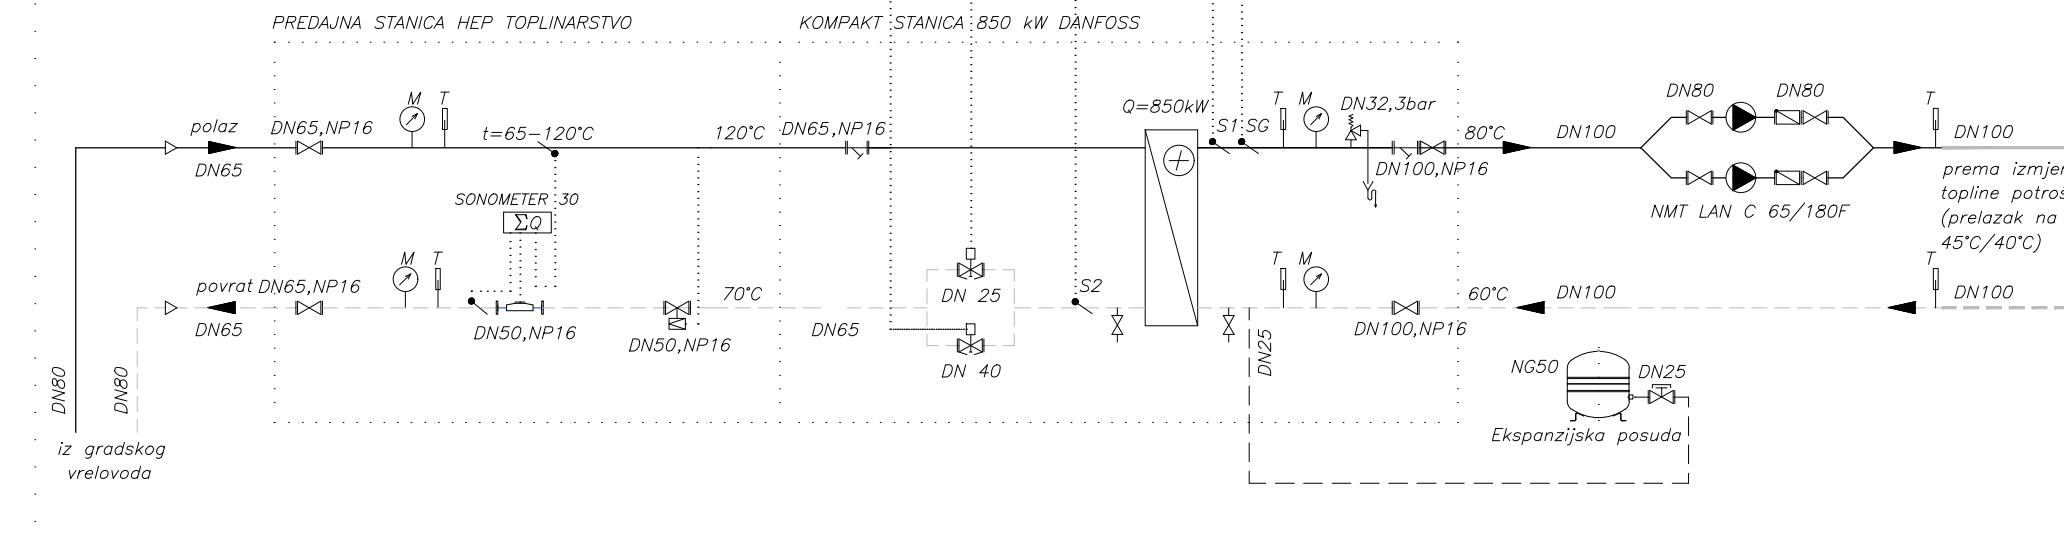 PREDAJNA STANICA HEP TOPLINARSTVO
KOMPAKT STANICA 850 kW DANFOSS
polaz
DN65
DN65,NP16
M
T
t=65-120°C
120°C
DN65,NP16
Q=850kW
S1
SG
T
M
DN32,3bar
80°C
DN100,NP16
DN100
DN80
DN80
NMT LAN C 65/180F
T
DN100
prema
topline
(prelazak na
45°C/40°C)
SONOMETER 30
ΣQ
povrat
DN65
DN65,NP16
M
T
DN50,NP16
DN50,NP16
70°C
DN65
DN 25
DN 40
S2
T
M
DN25
DN100,NP16
60°C
DN100
T
DN100
NG50
DN25
Ekspanzijska posuda
DN80
DN80
iz gradskog
vrelovoda